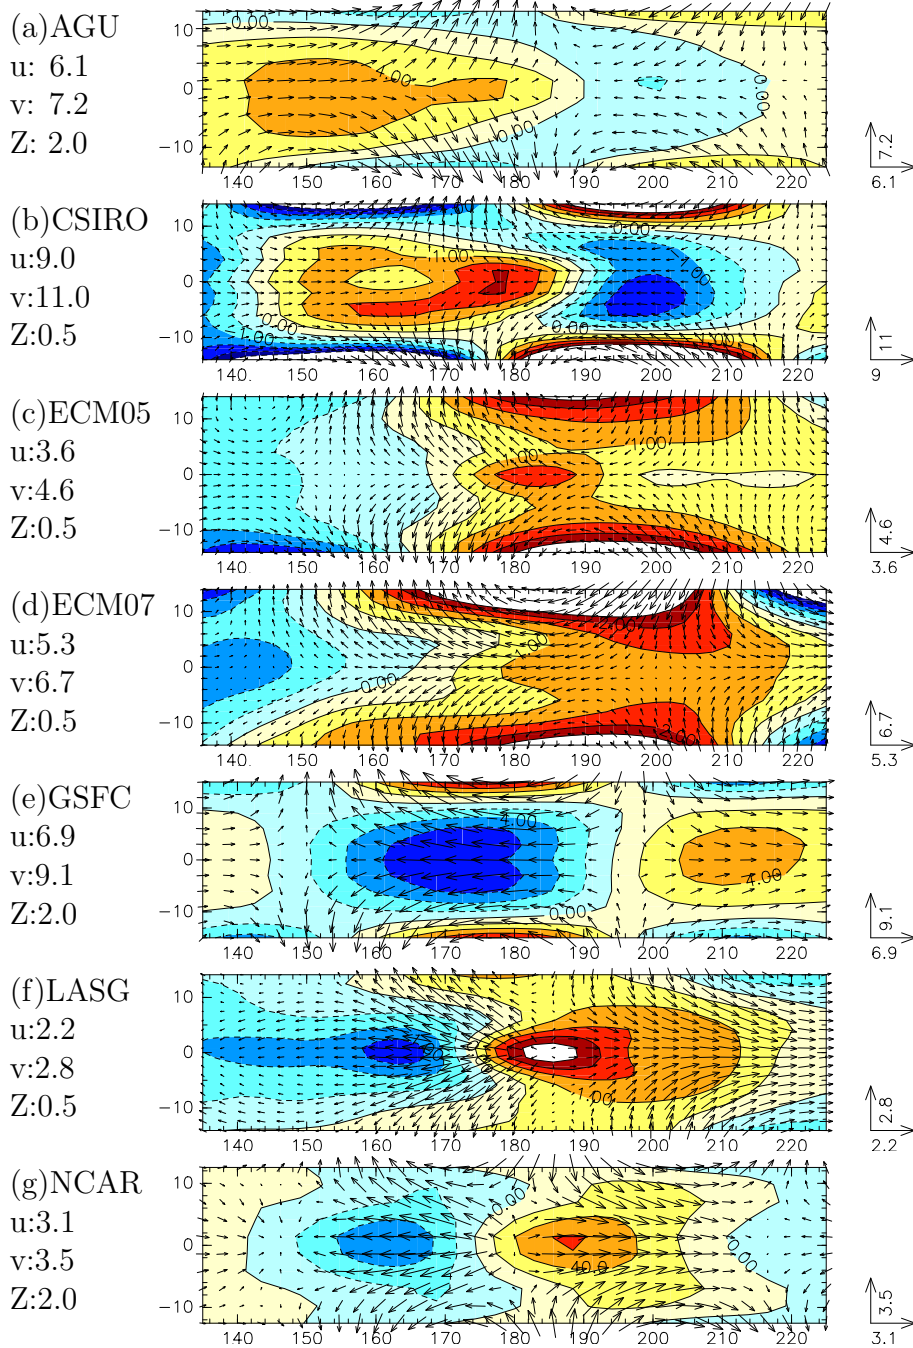 (a)AGU
u: 6.1
v: 7.2
Z: 2.0
10
0
−10
0.00
4.00
0.00
0.00
140 150 160 170 180 190 200 210 220
7.2
6.1
(b)CSIRO
u:9.0
v:11.0
Z:0.5
10
0
−10
0.00
1.00
0.00
0.00
1.00
140. 150 160 170 180 190 200 210 220
11
9
(c)ECM05
u:3.6
v:4.6
Z:0.5
10
0
−10
1.00
1.00
140 150 160 170 180 190 200 210 220
4.6
3.6
(d)ECM07
u:5.3
v:6.7
Z:0.5
10
0
−10
2.00
1.00
0.00
140 150 160 170 180 190 200 210 220
6.7
5.3
(e)GSFC
u:6.9
v:9.1
Z:2.0
10
0
−10
4.00
4.00
0.00
140 150 160 170 180 190 200 210 220
9.1
6.9
(f)LASG
u:2.2
v:2.8
Z:0.5
10
0
−10
140 150 160 170 180 190 200 210 220
2.8
2.2
(g)NCAR
u:3.1
v:3.5
Z:2.0
10
0
−10
0.00
0.00
40.0
140 150 160 170 180 190 200 210 220
3.5
3.1